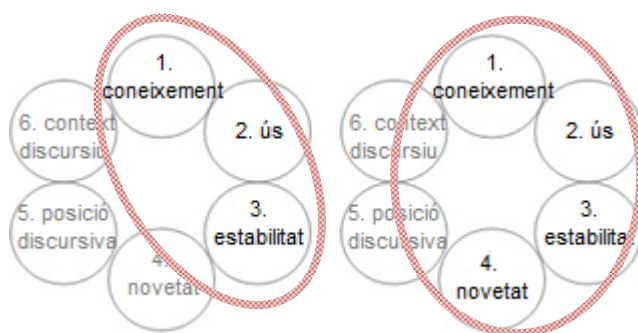 1.
coneixement
6. context
discursiu
2. ús
5. posició
discursiva
3.
estabilitat
4.
novetat
1.
coneixement
6. context
discursiu
2. ús
5. posició
discursiva
3.
estabilitat
4.
novetat